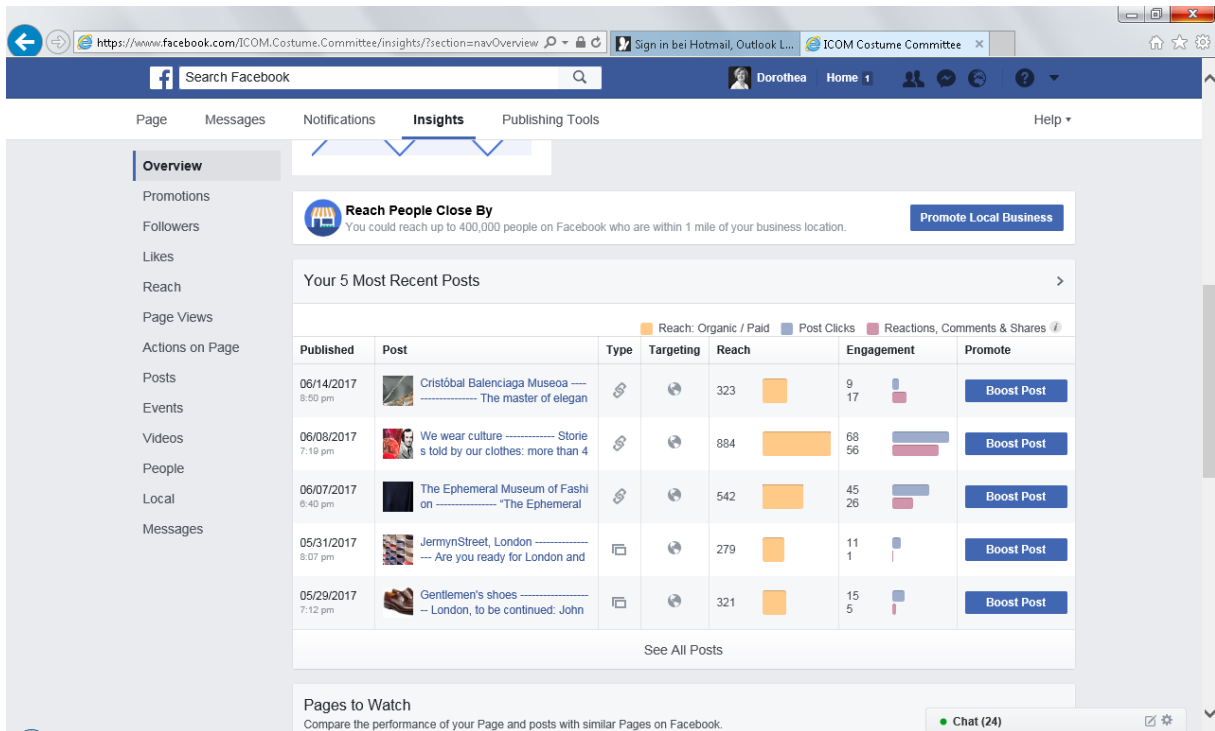 https://www.facebook.com/ICOM.Costume.Committee/insights/?section=navOverview
Sign in bei Hotmail, Outlook L...
ICOM Costume Committee
Search Facebook
Dorothea
Home 1
Page
Messages
Notifications
Insights
Publishing Tools
Help
Overview
Promotions
Followers
Likes
Reach
Page Views
Actions on Page
Posts
Events
Videos
People
Local
Messages
Reach People Close By
You could reach up to 400,000 people on Facebook who are within 1 mile of your business location.
Promote Local Business
Your 5 Most Recent Posts
Reach: Organic / Paid Post Clicks Reactions, Comments & Shares i
Published Post Type Targeting Reach Engagement Promote
06/14/2017
8:50 pm
Cristóbal Balenciaga Museoa ----
---------------- The master of elegan
323
9
17
Boost Post
06/08/2017
7:19 pm
We wear culture ------------- Storie
s told by our clothes: more than 4
884
68
56
Boost Post
06/07/2017
6:40 pm
The Ephemeral Museum of Fashi
on ---------------- "The Ephemeral
542
45
26
Boost Post
05/31/2017
8:07 pm
JermynStreet, London --------------
--- Are you ready for London and
279
11
1
Boost Post
05/29/2017
7:12 pm
Gentlemen's shoes ------------------
-- London, to be continued: John
321
15
5
Boost Post
See All Posts
Pages to Watch
Compare the performance of your Page and posts with similar Pages on Facebook.
Chat (24)